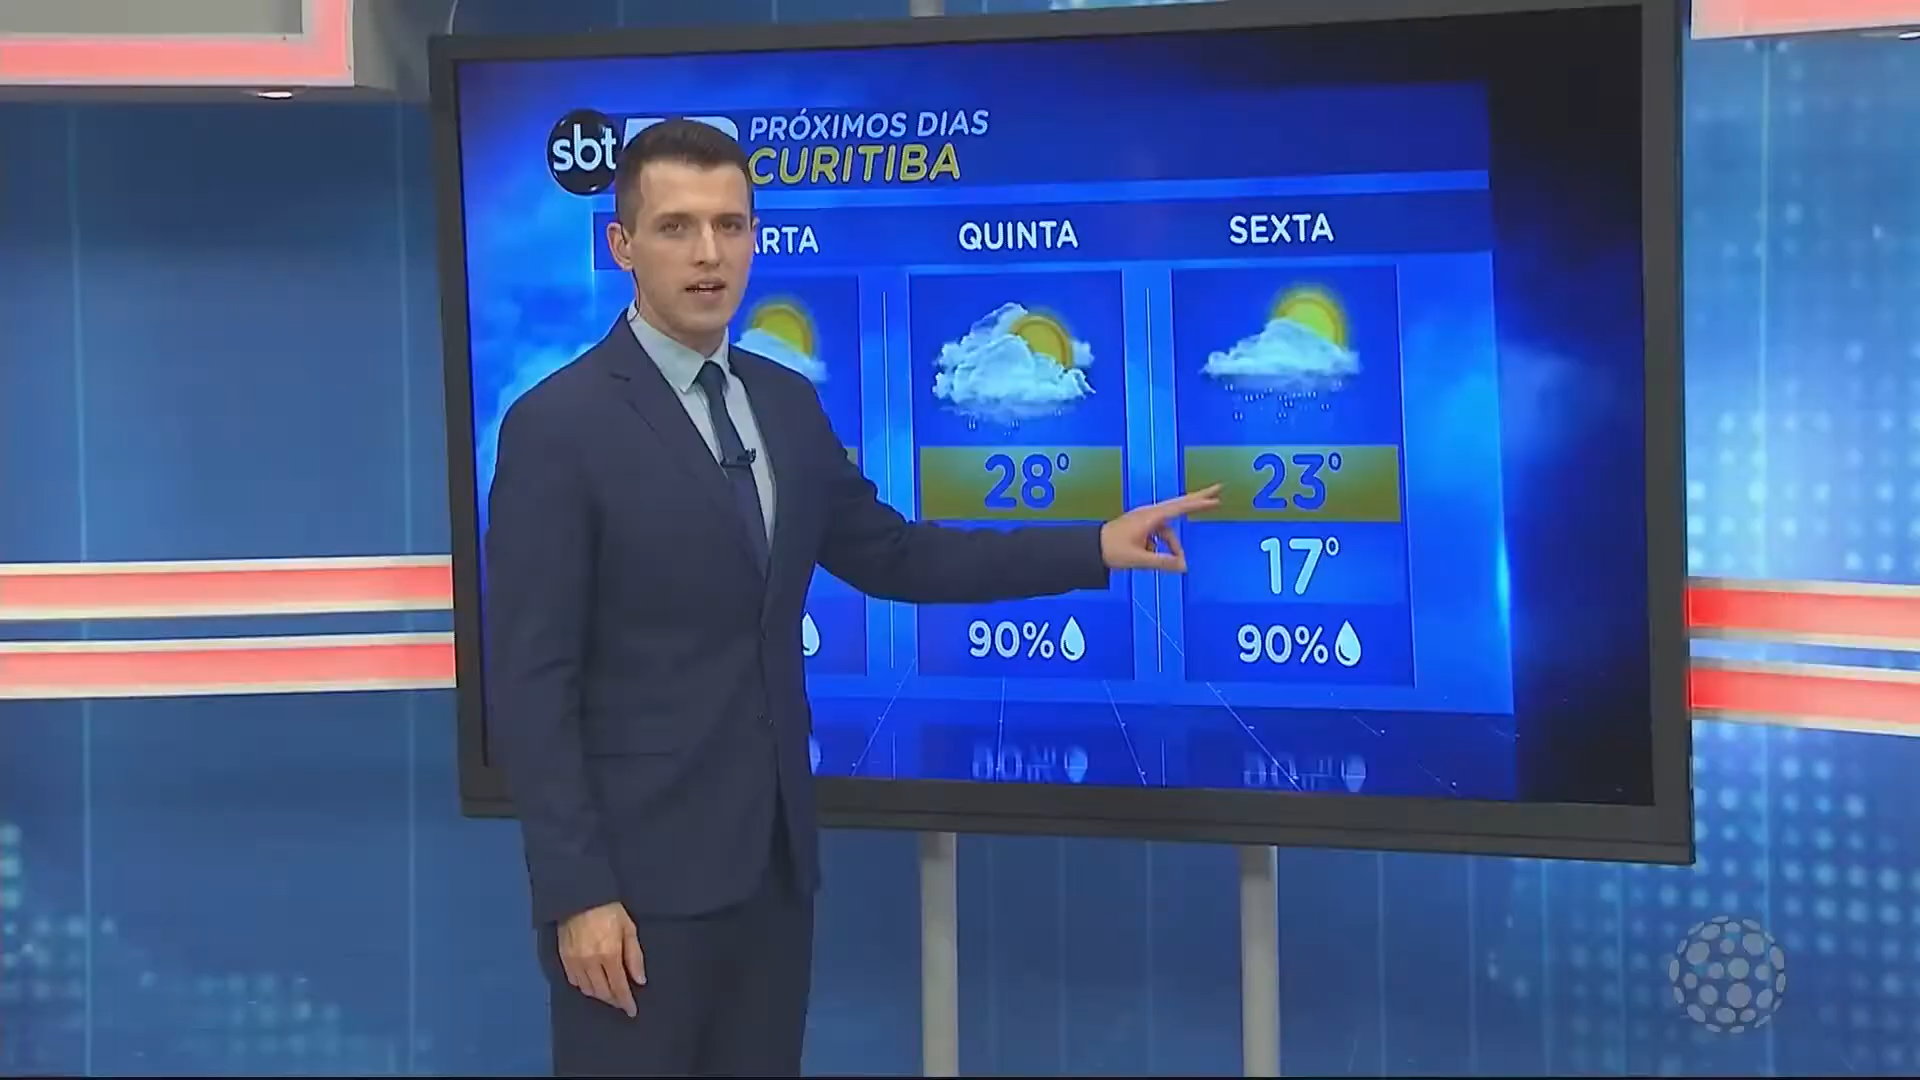 sbt
PRÓXIMOS DIAS
CURITIBA
QUINTA
SEXTA
28°
23°
17°
90%
90%